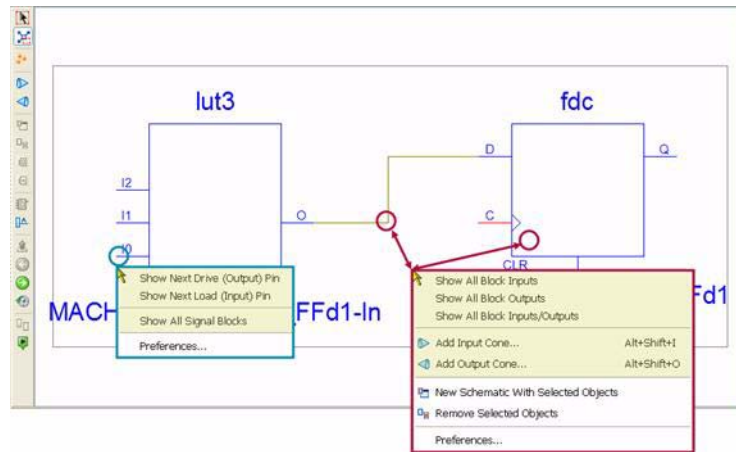 lut3
fdc
D
Q
I2
I1
O
C
I0
CLR
Show Next Drive (Output) Pin
Show Next Load (Input) Pin
Show All Signal Blocks
Preferences...
MACH
_FFd1-In
Fd1
Show All Block Inputs
Show All Block Outputs
Show All Block Inputs/Outputs
Add Input Cone... Alt+Shift+I
Add Output Cone... Alt+Shift+O
New Schematic With Selected Objects
Remove Selected Objects
Preferences...